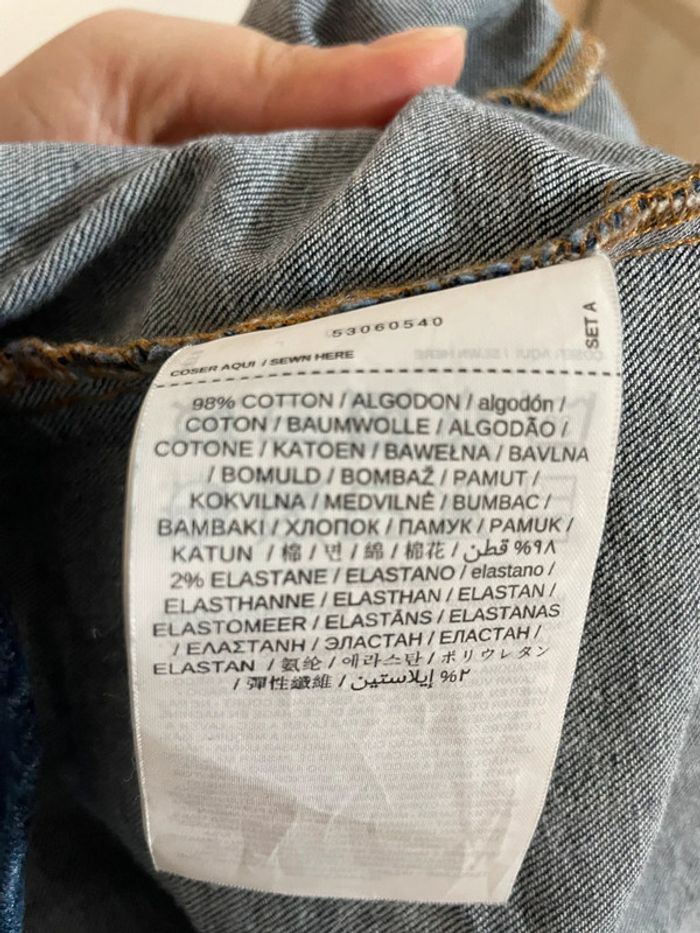 53060540
SET A
COSER AQUI / SEWN HERE
98% COTTON / ALGODON / algodón /
COTON / BAUMWOLLE / ALGODÃO /
COTONE / KATOEN / BAWEŁNA / BAVLNA
/ BOMULD / BOMBAŽ / PAMUT /
KOKVILNA / MEDVILNĖ / BUMBAC /
BAMBAKI / ХЛОПОК / ПАМУК / PAMUK /
KATUN / 棉 / 면 / 綿 / 棉花 / قطن %٩٨
2% ELASTANE / ELASTANO / elastano /
ELASTHANNE / ELASTHAN / ELASTAN /
ELASTOMEER / ELASTĀNS / ELASTANAS
/ ΕΛΑΣΤΑΝΗ / ЭЛАСТАН / ЕЛАСТАН /
ELASTAN / 氨纶 / 에라스탄 / ポリウレタン
/ 彈性纖維 / إيلاستين %٢